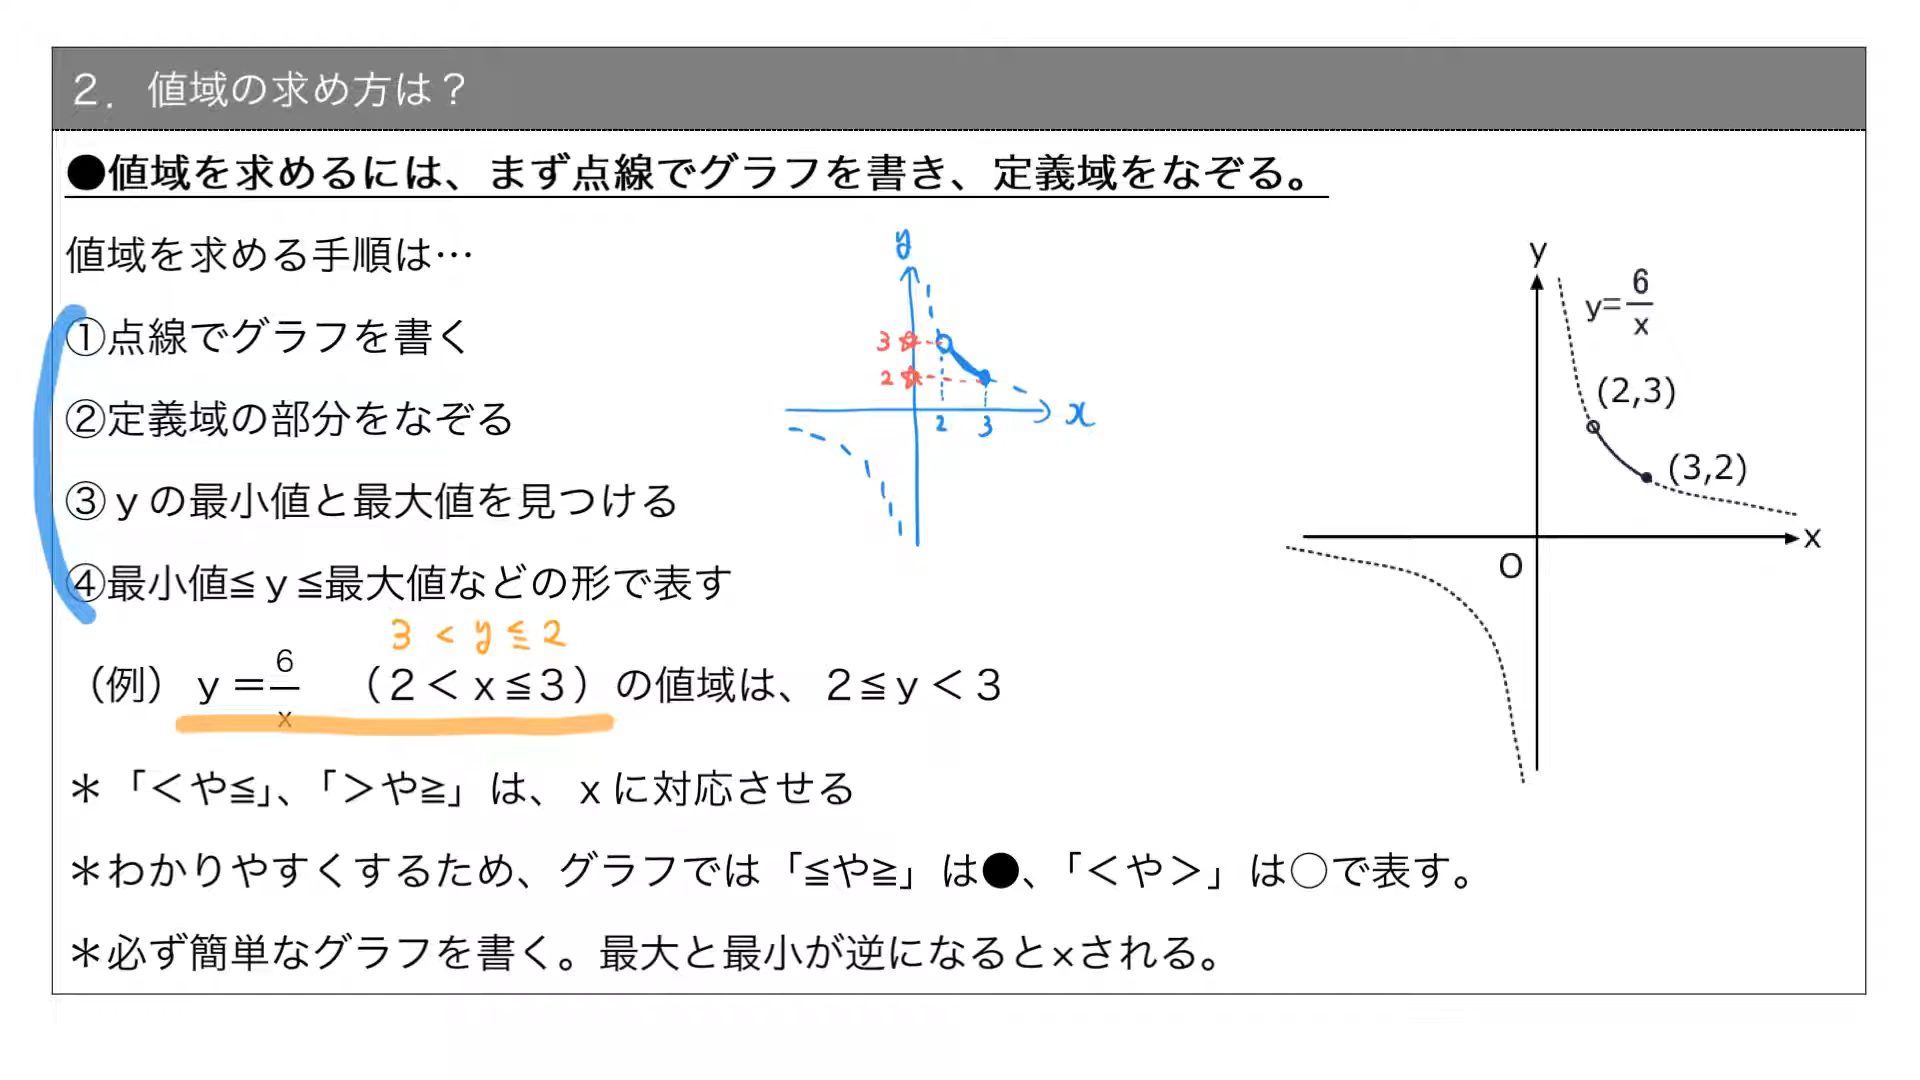 ２．値域の求め方は？
●値域を求めるには、まず点線でグラフを書き、定義域をなぞる。
値域を求める手順は…
①点線でグラフを書く
②定義域の部分をなぞる
③ｙの最小値と最大値を見つける
④最小値≦ｙ≦最大値などの形で表す
3 < y ≦ 2
（例） ｙ＝6/x （２＜ｘ≦３）の値域は、２≦ｙ＜３
＊「＜や≦」、「＞や≧」は、ｘに対応させる
＊わかりやすくするため、グラフでは「≦や≧」は●、「＜や＞」は○で表す。
＊必ず簡単なグラフを書く。最大と最小が逆になると×される。
y
3
2
2 3
x
y
y=6/x
(2,3)
(3,2)
x
O